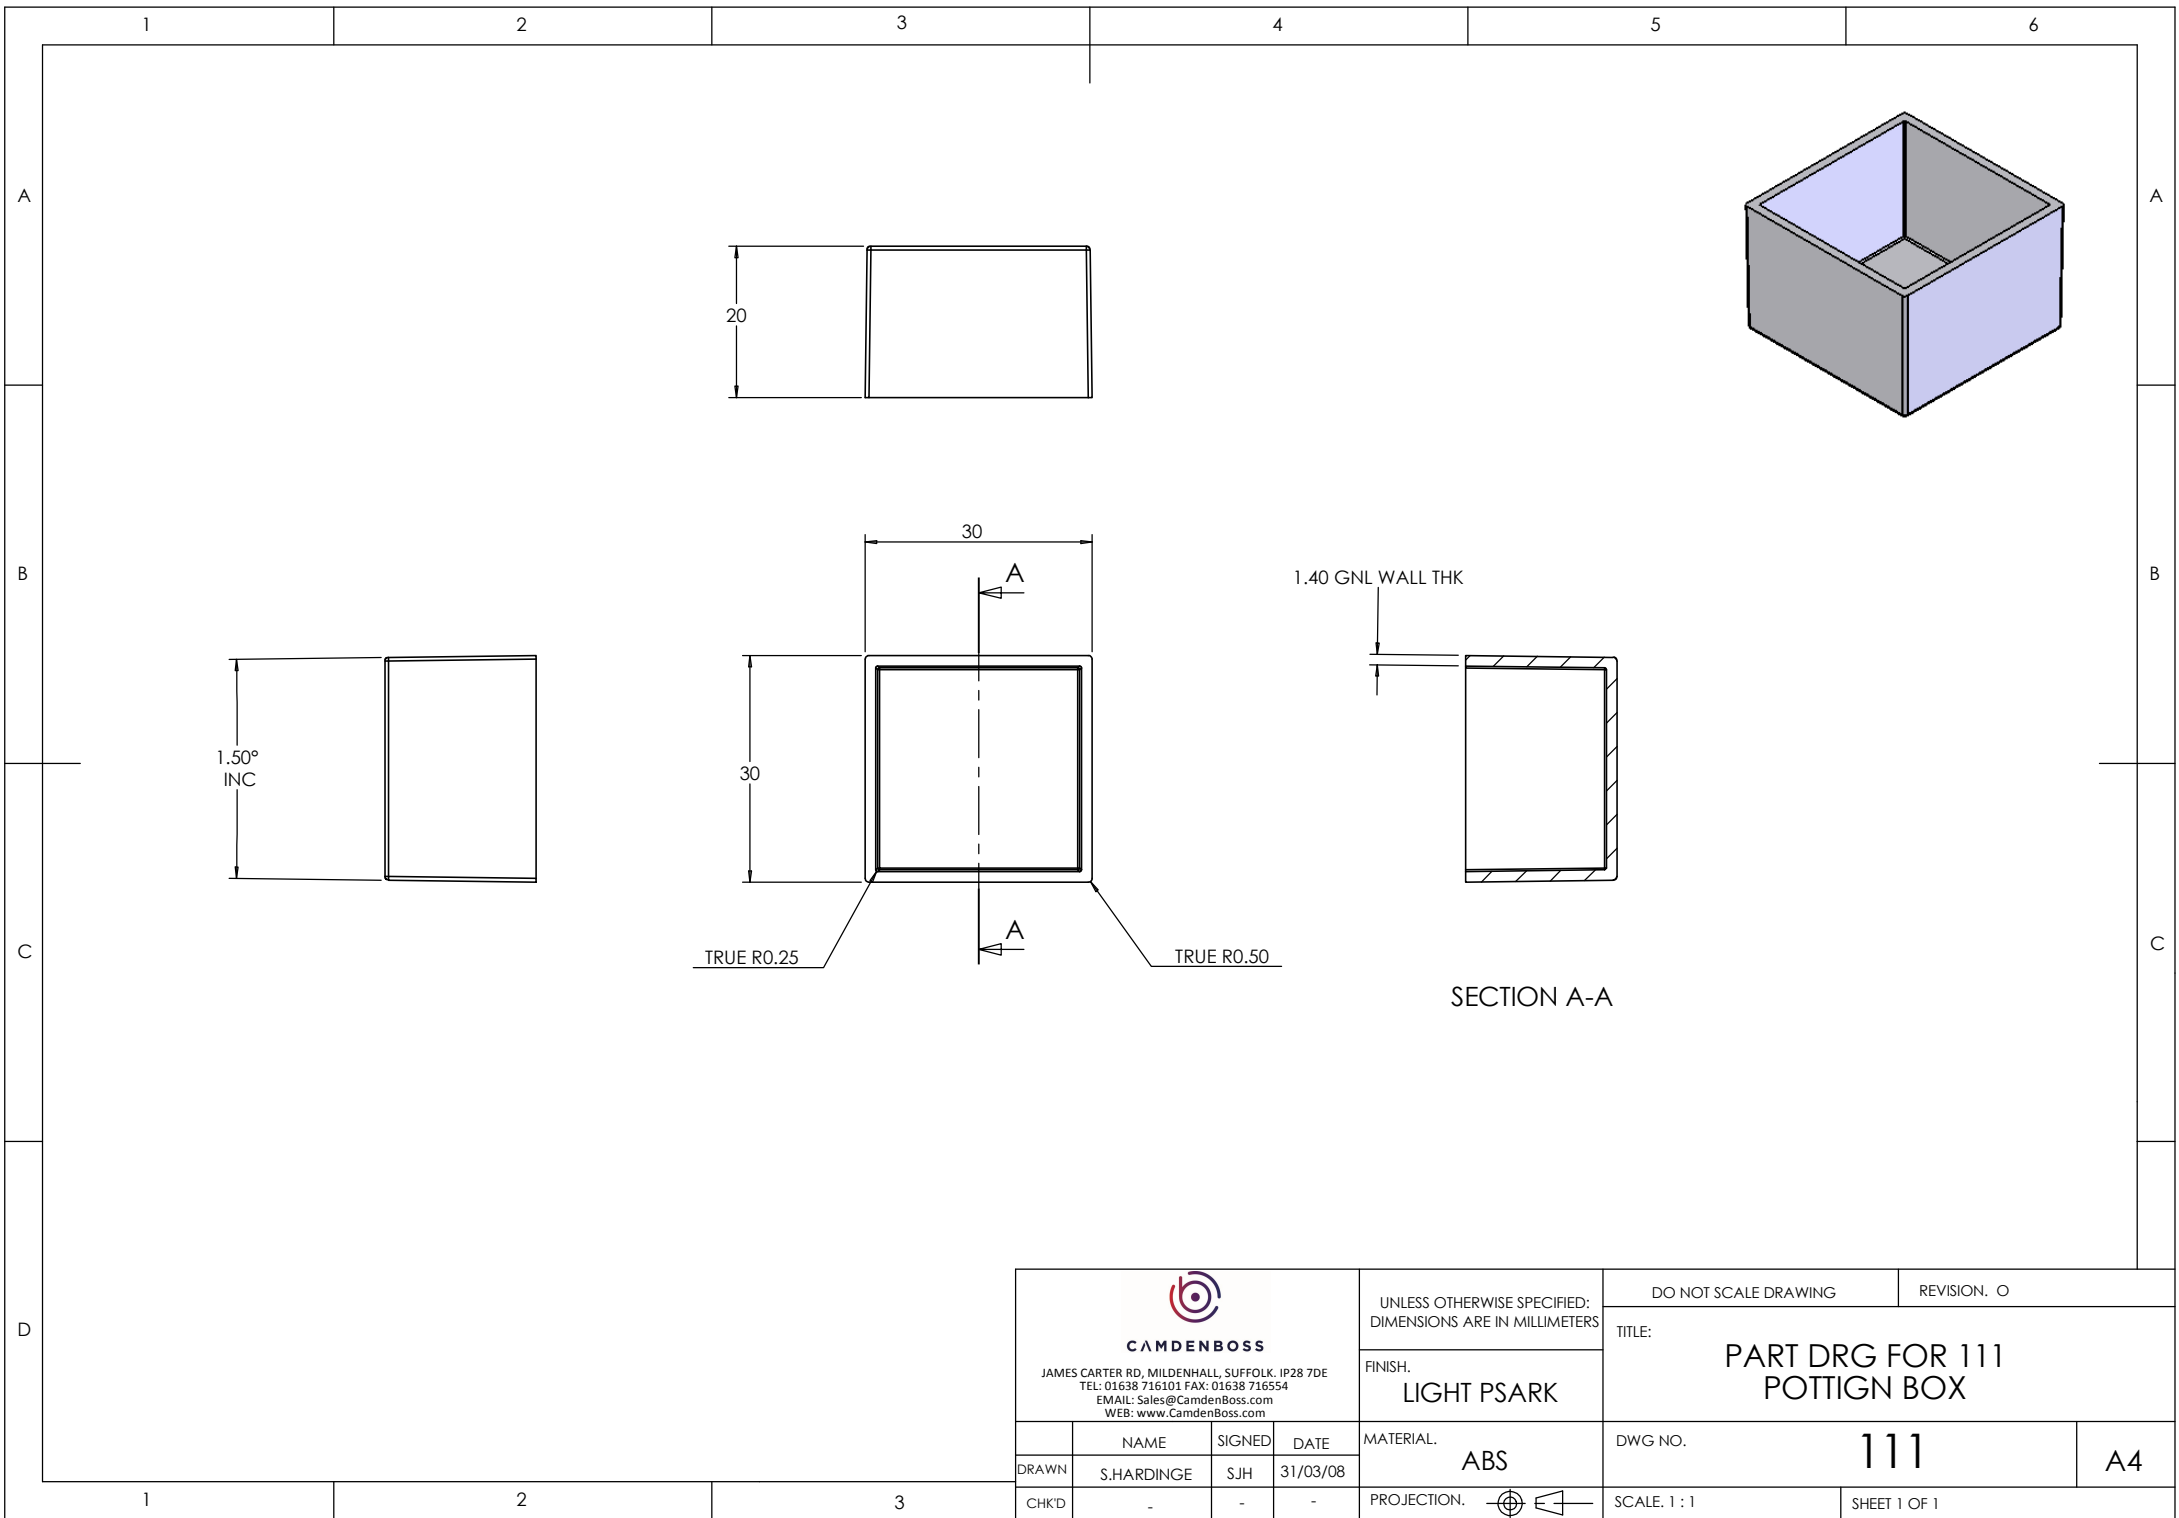 1 2 3 4 5 6
A A
20
30
A
B B
1.40 GNL WALL THK
1.50°
INC
30
A
C C
TRUE R0.25
TRUE R0.50
SECTION A-A
D
CAMDENBOSS
JAMES CARTER RD, MILDENHALL, SUFFOLK. IP28 7DE
TEL: 01638 716101 FAX: 01638 716554
EMAIL: Sales@CamdenBoss.com
WEB: www.CamdenBoss.com
UNLESS OTHERWISE SPECIFIED:
DIMENSIONS ARE IN MILLIMETERS
FINISH.
LIGHT PSARK
DO NOT SCALE DRAWING
REVISION. O
TITLE:
PART DRG FOR 111
POTTIGN BOX
NAME SIGNED DATE
DRAWN S.HARDINGE SJH 31/03/08
CHK'D - - -
MATERIAL.
ABS
PROJECTION.
DWG NO.
111
A4
SCALE. 1 : 1
SHEET 1 OF 1
1 2 3